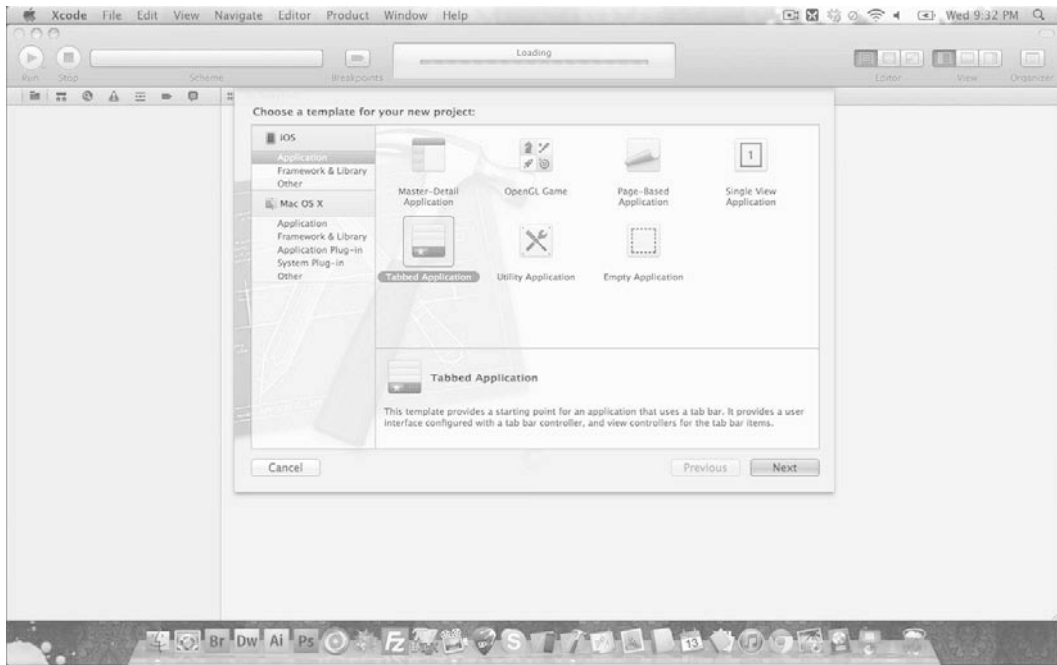 Xcode File Edit View Navigate Editor Product Window Help Wed 9:32 PM
Loading
Run Stop Scheme Breakpoints Editor View Organizer
Choose a template for your new project:
iOS
Application
Framework & Library
Other
Mac OS X
Application
Framework & Library
Application Plug-in
System Plug-in
Other
Master-Detail
Application
OpenGL Game
Page-Based
Application
1
Single View
Application
Tabbed Application
Utility Application
Empty Application
Tabbed Application
This template provides a starting point for an application that uses a tab bar. It provides a user
interface configured with a tab bar controller, and view controllers for the tab bar items.
Cancel Previous Next
Br Dw Ai Ps Fz S 13